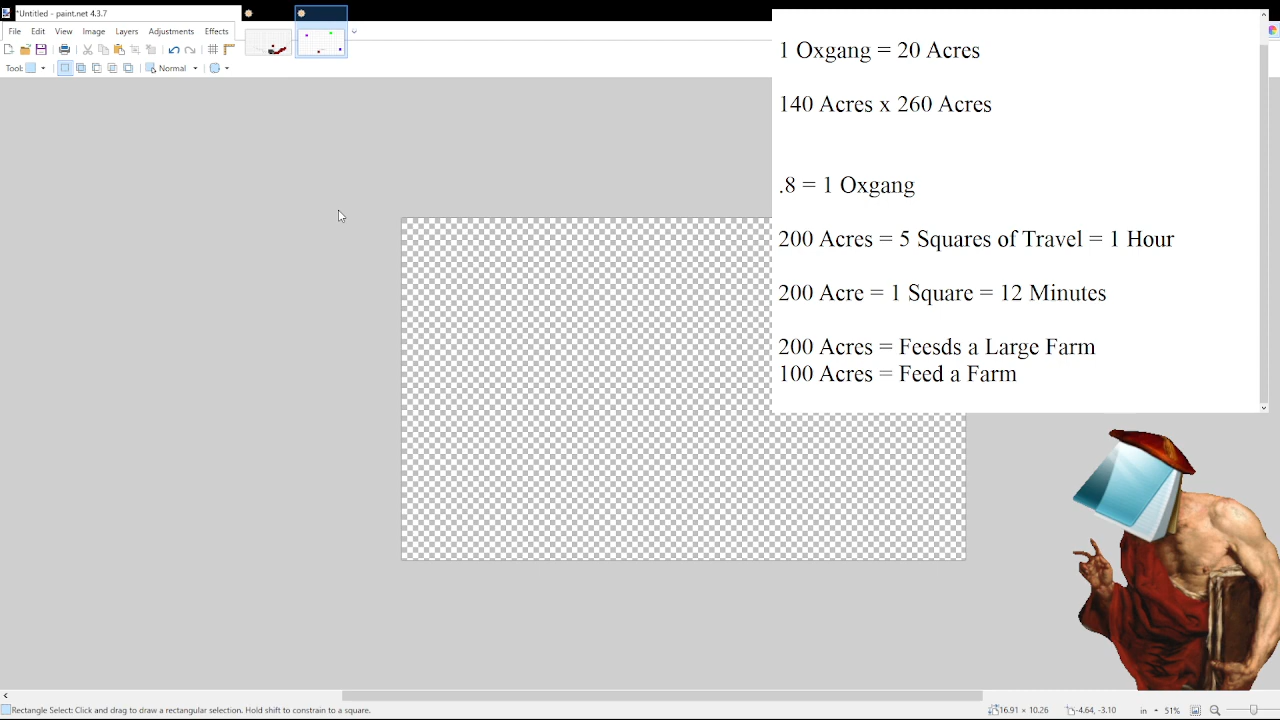 *Untitled - paint.net 4.3.7
File Edit View Image Layers Adjustments Effects
Tool: Normal
1 Oxgang = 20 Acres
140 Acres x 260 Acres
.8 = 1 Oxgang
200 Acres = 5 Squares of Travel = 1 Hour
200 Acre = 1 Square = 12 Minutes
200 Acres = Feesds a Large Farm
100 Acres = Feed a Farm
Rectangle Select: Click and drag to draw a rectangular selection. Hold shift to constrain to a square. 16.91 × 10.26 -4.64, -3.10 in 51%